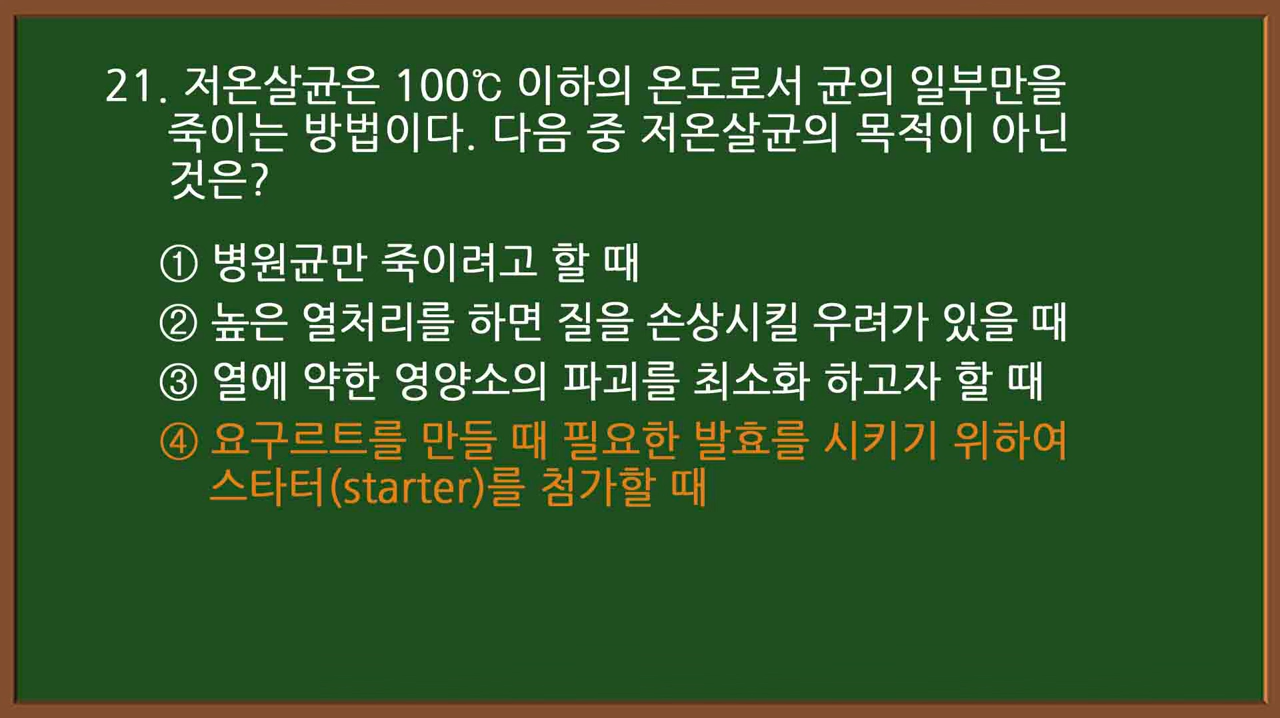 21. 저온살균은 100℃ 이하의 온도로서 균의 일부만을
죽이는 방법이다. 다음 중 저온살균의 목적이 아닌
것은?
① 병원균만 죽이려고 할 때
② 높은 열처리를 하면 질을 손상시킬 우려가 있을 때
③ 열에 약한 영양소의 파괴를 최소화 하고자 할 때
④ 요구르트를 만들 때 필요한 발효를 시키기 위하여
스타터(starter)를 첨가할 때